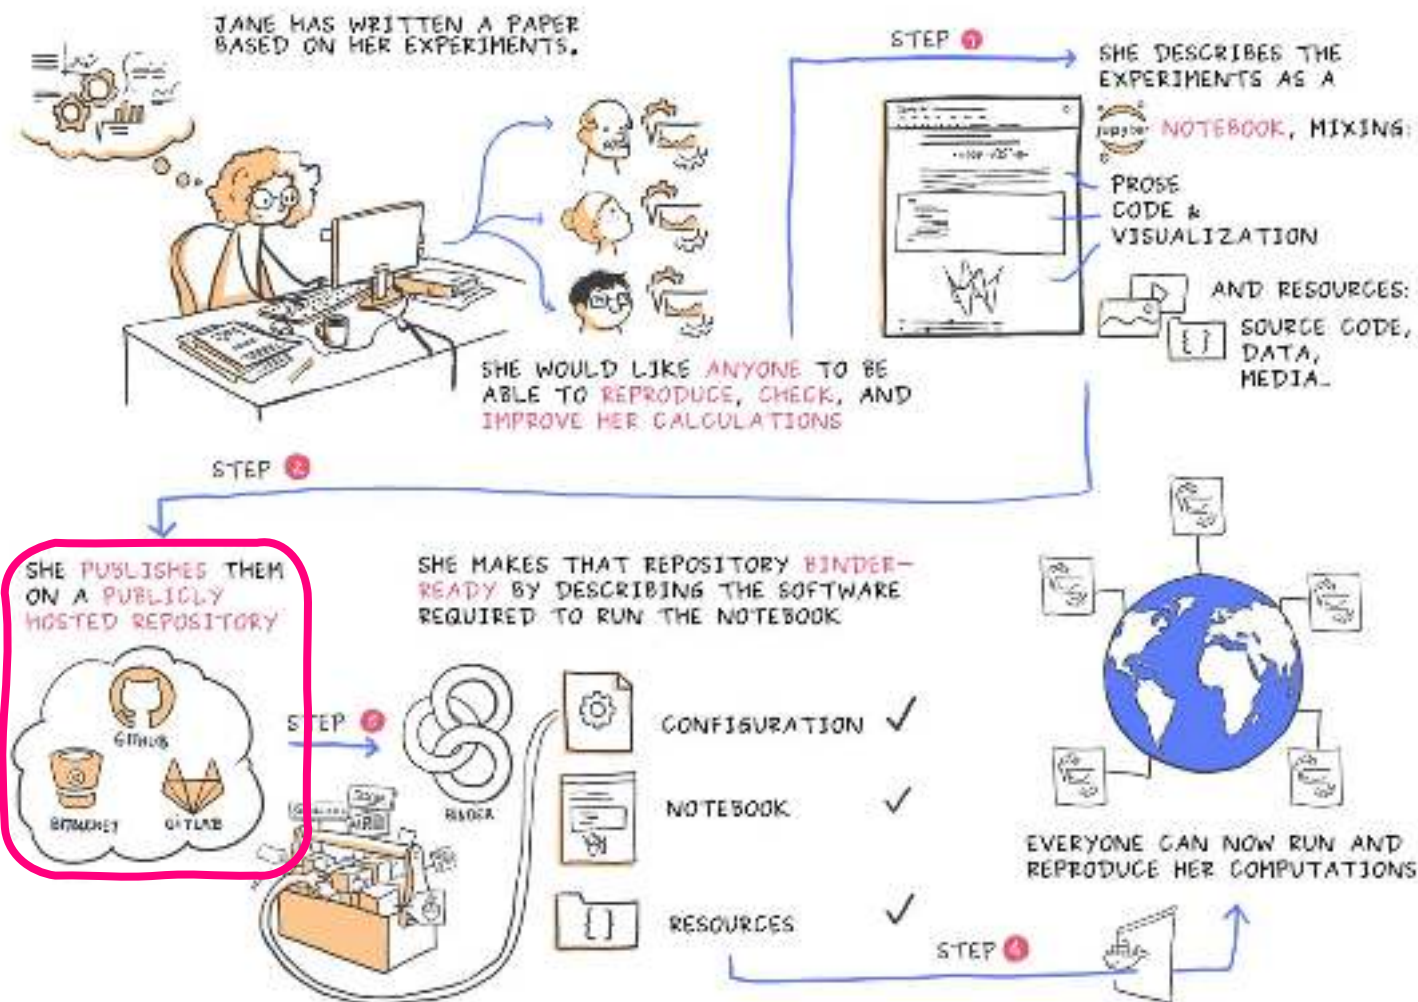 JANE HAS WRITTEN A PAPER
BASED ON HER EXPERIMENTS.
SHE WOULD LIKE ANYONE TO BE
ABLE TO REPRODUCE, CHECK, AND
IMPROVE HER CALCULATIONS
STEP 1
SHE DESCRIBES THE
EXPERIMENTS AS A
jupyter NOTEBOOK, MIXING:
PROSE
CODE &
VISUALIZATION
AND RESOURCES:
SOURCE CODE,
DATA,
MEDIA…
STEP 2
SHE PUBLISHES THEM
ON A PUBLICLY
HOSTED REPOSITORY
GITHUB
BITBUCKET
GITLAB
STEP 3
SHE MAKES THAT REPOSITORY BINDER-
READY BY DESCRIBING THE SOFTWARE
REQUIRED TO RUN THE NOTEBOOK
BINDER
CONFIGURATION
NOTEBOOK
RESOURCES
STEP 4
EVERYONE CAN NOW RUN AND
REPRODUCE HER COMPUTATIONS